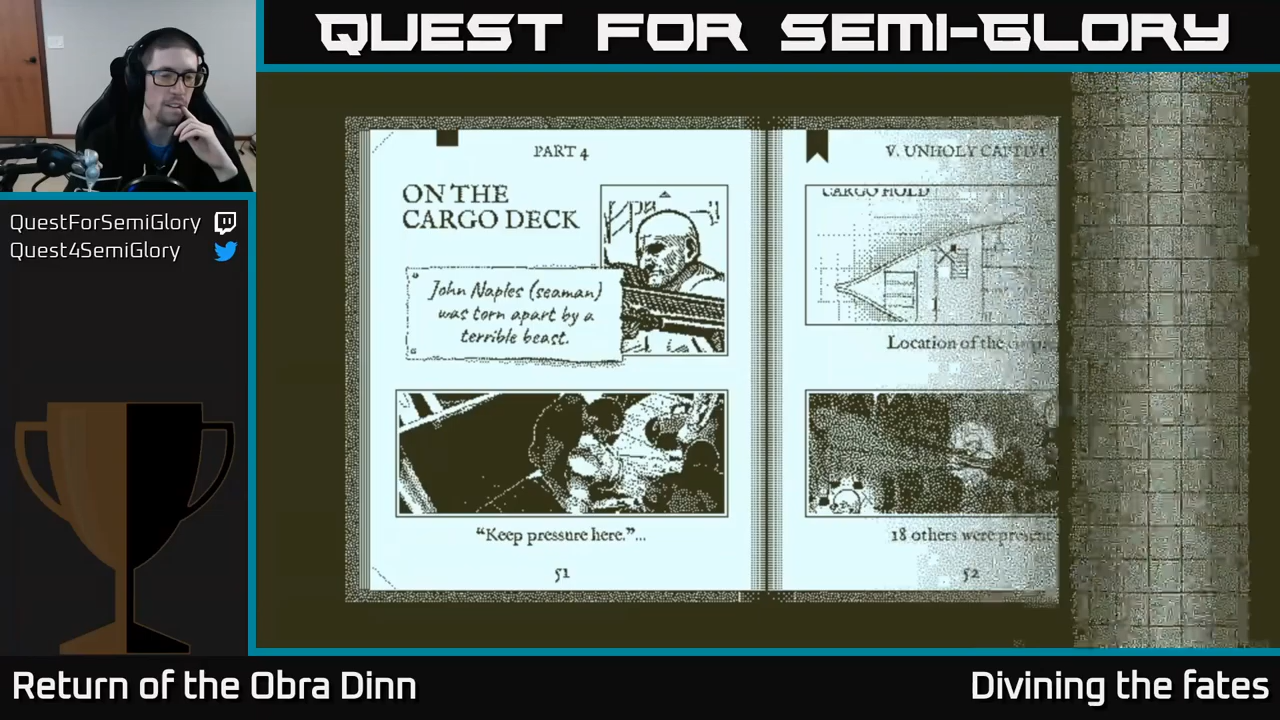 QUEST FOR SEMI-GLORY
QuestForSemiGlory
Quest4SemiGlory
PART 4
ON THE
CARGO DECK
John Naples (seaman)
was torn apart by a
terrible beast.
"Keep pressure here."...
51
V. UNHOLY CAPTIVE
CARGO HOLD
Location of the
18 others were present
52
Return of the Obra Dinn
Divining the fates